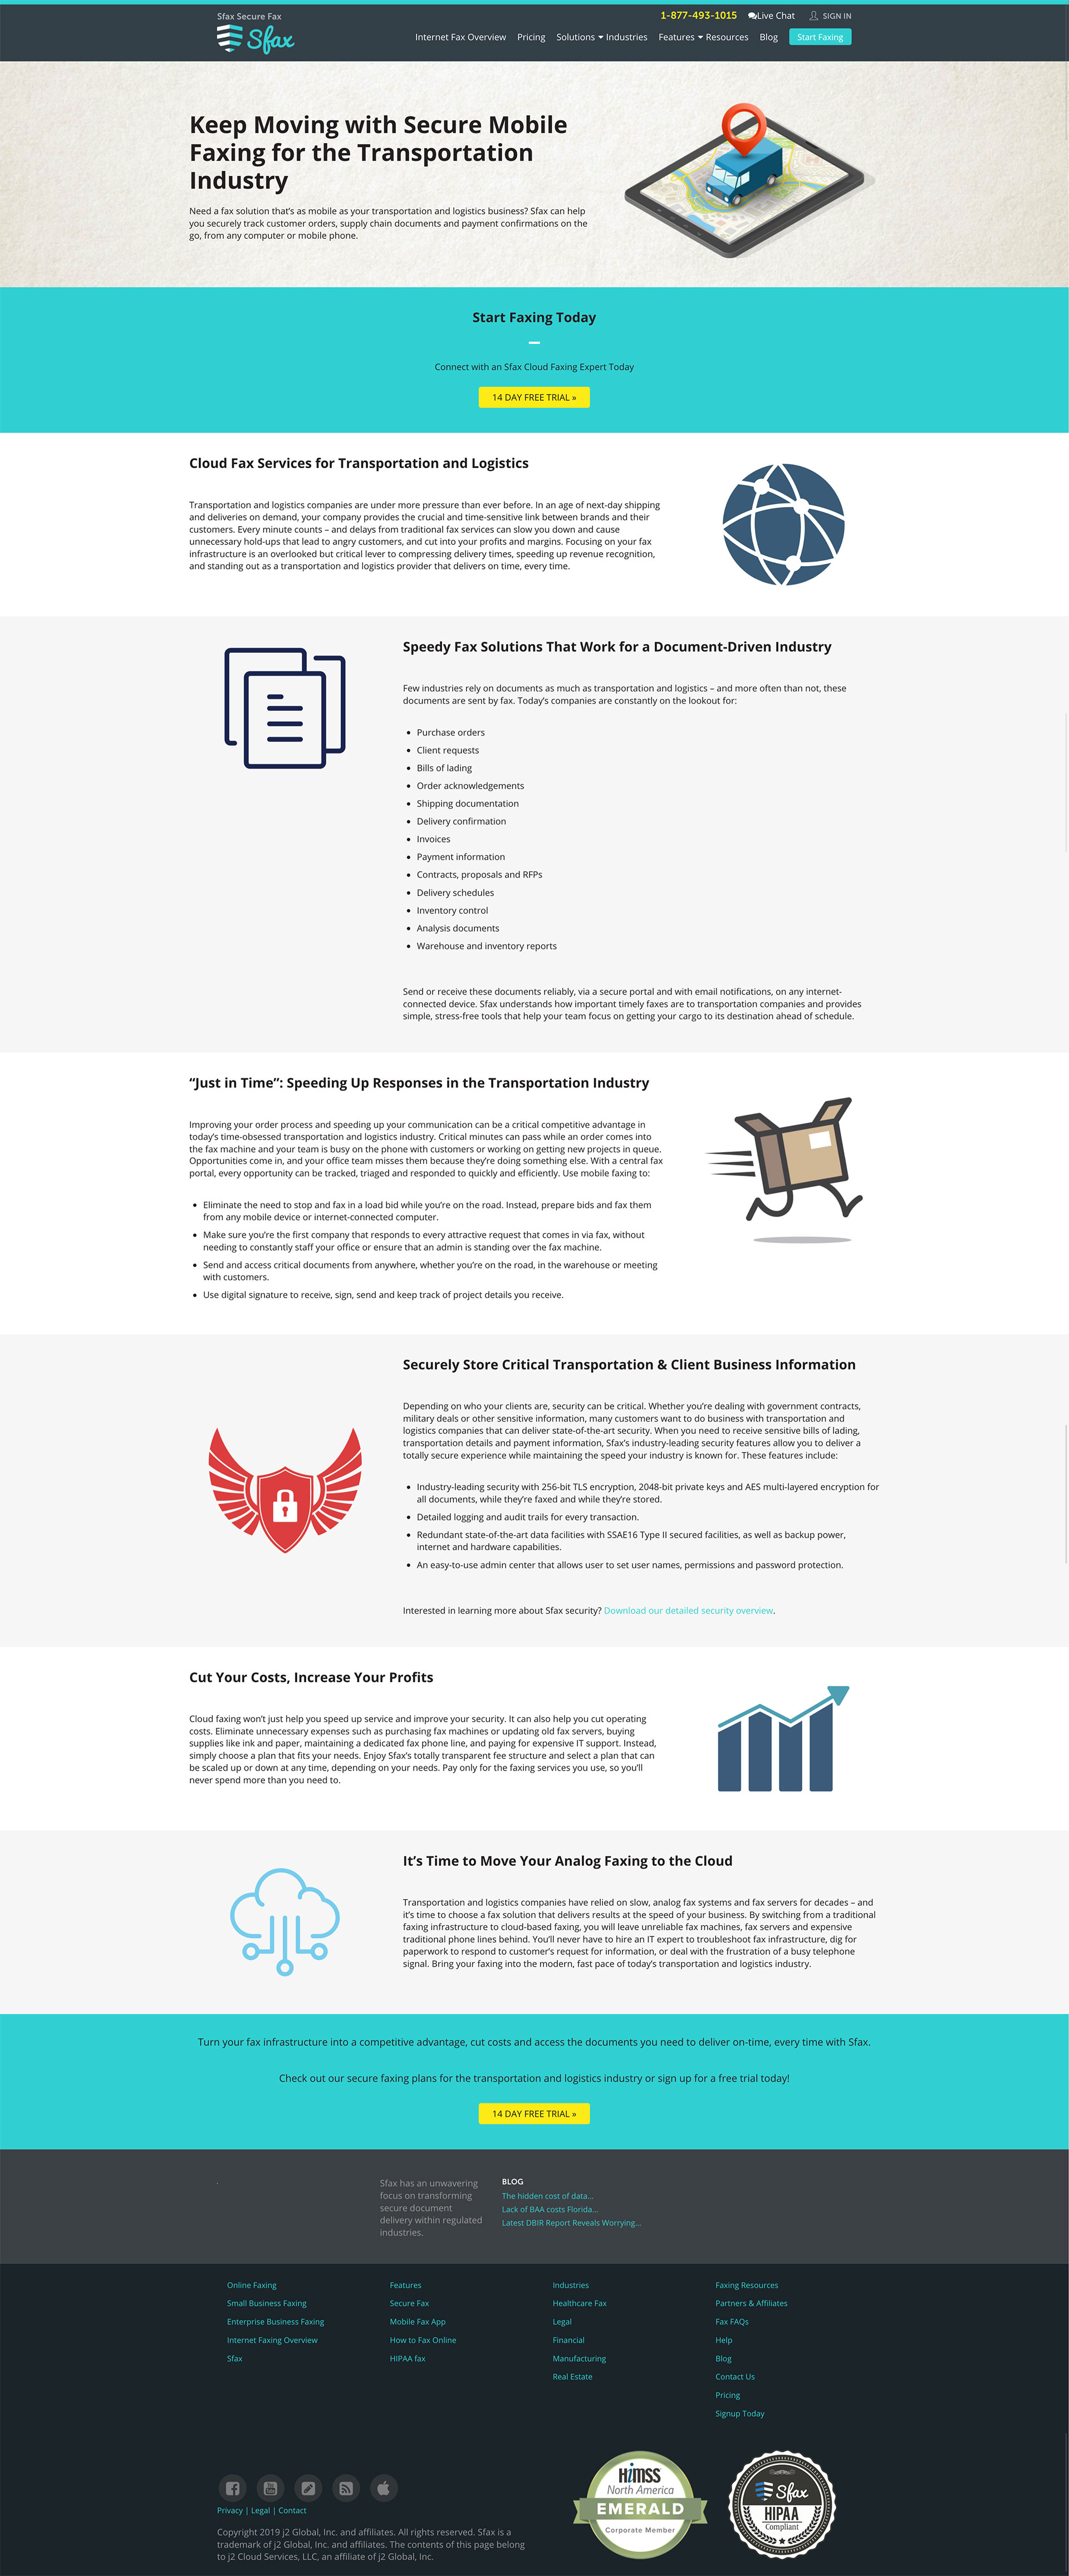 Sfax Secure Fax
1-877-493-1015 Live Chat SIGN IN
Sfax
Internet Fax Overview Pricing Solutions Industries Features Resources Blog Start Faxing
Keep Moving with Secure Mobile
Faxing for the Transportation
Industry
Need a fax solution that's as mobile as your transportation and logistics business? Sfax can help
you securely track customer orders, supply chain documents and payment confirmations on the
go, from any computer or mobile phone.
Start Faxing Today
Connect with an Sfax Cloud Faxing Expert Today
14 DAY FREE TRIAL »
Cloud Fax Services for Transportation and Logistics
Transportation and logistics companies are under more pressure than ever before. In an age of next-day shipping
and deliveries on demand, your company provides the crucial and time-sensitive link between brands and their
customers. Every minute counts – and delays from traditional fax services can slow you down and cause
unnecessary hold-ups that lead to angry customers, and cut into your profits and margins. Focusing on your fax
infrastructure is an overlooked but critical lever to compressing delivery times, speeding up revenue recognition,
and standing out as a transportation and logistics provider that delivers on time, every time.
Speedy Fax Solutions That Work for a Document-Driven Industry
Few industries rely on documents as much as transportation and logistics – and more often than not, these
documents are sent by fax. Today's companies are constantly on the lookout for:
• Purchase orders
• Client requests
• Bills of lading
• Order acknowledgements
• Shipping documentation
• Delivery confirmation
• Invoices
• Payment information
• Contracts, proposals and RFPs
• Delivery schedules
• Inventory control
• Analysis documents
• Warehouse and inventory reports
Send or receive these documents reliably, via a secure portal and with email notifications, on any internet-
connected device. Sfax understands how important timely faxes are to transportation companies and provides
simple, stress-free tools that help your team focus on getting your cargo to its destination ahead of schedule.
“Just in Time”: Speeding Up Responses in the Transportation Industry
Improving your order process and speeding up your communication can be a critical competitive advantage in
today's time-obsessed transportation and logistics industry. Critical minutes can pass while an order comes into
the fax machine and your team is busy on the phone with customers or working on getting new projects in queue.
Opportunities come in, and your office team misses them because they're doing something else. With a central fax
portal, every opportunity can be tracked, triaged and responded to quickly and efficiently. Use mobile faxing to:
• Eliminate the need to stop and fax in a load bid while you're on the road. Instead, prepare bids and fax them
from any mobile device or internet-connected computer.
• Make sure you're the first company that responds to every attractive request that comes in via fax, without
needing to constantly staff your office or ensure that an admin is standing over the fax machine.
• Send and access critical documents from anywhere, whether you're on the road, in the warehouse or meeting
with customers.
• Use digital signature to receive, sign, send and keep track of project details you receive.
Securely Store Critical Transportation & Client Business Information
Depending on who your clients are, security can be critical. Whether you're dealing with government contracts,
military deals or other sensitive information, many customers want to do business with transportation and
logistics companies that can deliver state-of-the-art security. When you need to receive sensitive bills of lading,
transportation details and payment information, Sfax's industry-leading security features allow you to deliver a
totally secure experience while maintaining the speed your industry is known for. These features include:
• Industry-leading security with 256-bit TLS encryption, 2048-bit private keys and AES multi-layered encryption for
all documents, while they're faxed and while they're stored.
• Detailed logging and audit trails for every transaction.
• Redundant state-of-the-art data facilities with SSAE16 Type II secured facilities, as well as backup power,
internet and hardware capabilities.
• An easy-to-use admin center that allows user to set user names, permissions and password protection.
Interested in learning more about Sfax security? Download our detailed security overview.
Cut Your Costs, Increase Your Profits
Cloud faxing won't just help you speed up service and improve your security. It can also help you cut operating
costs. Eliminate unnecessary expenses such as purchasing fax machines or updating old fax servers, buying
supplies like ink and paper, maintaining a dedicated fax phone line, and paying for expensive IT support. Instead,
simply choose a plan that fits your needs. Enjoy Sfax's totally transparent fee structure and select a plan that can
be scaled up or down at any time, depending on your needs. Pay only for the faxing services you use, so you'll
never spend more than you need to.
It's Time to Move Your Analog Faxing to the Cloud
Transportation and logistics companies have relied on slow, analog fax systems and fax servers for decades – and
it's time to choose a fax solution that delivers results at the speed of your business. By switching from a traditional
faxing infrastructure to cloud-based faxing, you will leave unreliable fax machines, fax servers and expensive
traditional phone lines behind. You'll never have to hire an IT expert to troubleshoot fax infrastructure, dig for
paperwork to respond to customer's request for information, or deal with the frustration of a busy telephone
signal. Bring your faxing into the modern, fast pace of today's transportation and logistics industry.
Turn your fax infrastructure into a competitive advantage, cut costs and access the documents you need to deliver on-time, every time with Sfax.
Check out our secure faxing plans for the transportation and logistics industry or sign up for a free trial today!
14 DAY FREE TRIAL »
Sfax has an unwavering
focus on transforming
secure document
delivery within regulated
industries.
BLOG
The hidden cost of data...
Lack of BAA costs Florida...
Latest DBIR Report Reveals Worrying...
Online Faxing
Small Business Faxing
Enterprise Business Faxing
Internet Faxing Overview
Sfax
Features
Secure Fax
Mobile Fax App
How to Fax Online
HIPAA fax
Industries
Healthcare Fax
Legal
Financial
Manufacturing
Real Estate
Faxing Resources
Partners & Affiliates
Fax FAQs
Help
Blog
Contact Us
Pricing
Signup Today
You Tube
Privacy | Legal | Contact
Copyright 2019 j2 Global, Inc. and affiliates. All rights reserved. Sfax is a
trademark of j2 Global, Inc. and affiliates. The contents of this page belong
to j2 Cloud Services, LLC, an affiliate of j2 Global, Inc.
HiMSS
North America
EMERALD
Corporate Member
Sfax
HIPAA
Compliant